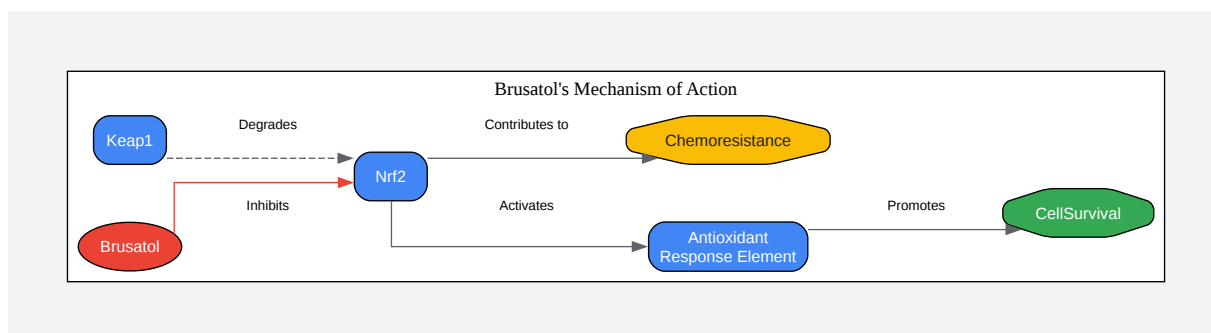 Brusatol's Mechanism of Action
Keap1
Degrades
Contributes to
Chemoresistance
Nrf2
Inhibits
Activates
Promotes
CellSurvival
Brusatol
Antioxidant
Response Element